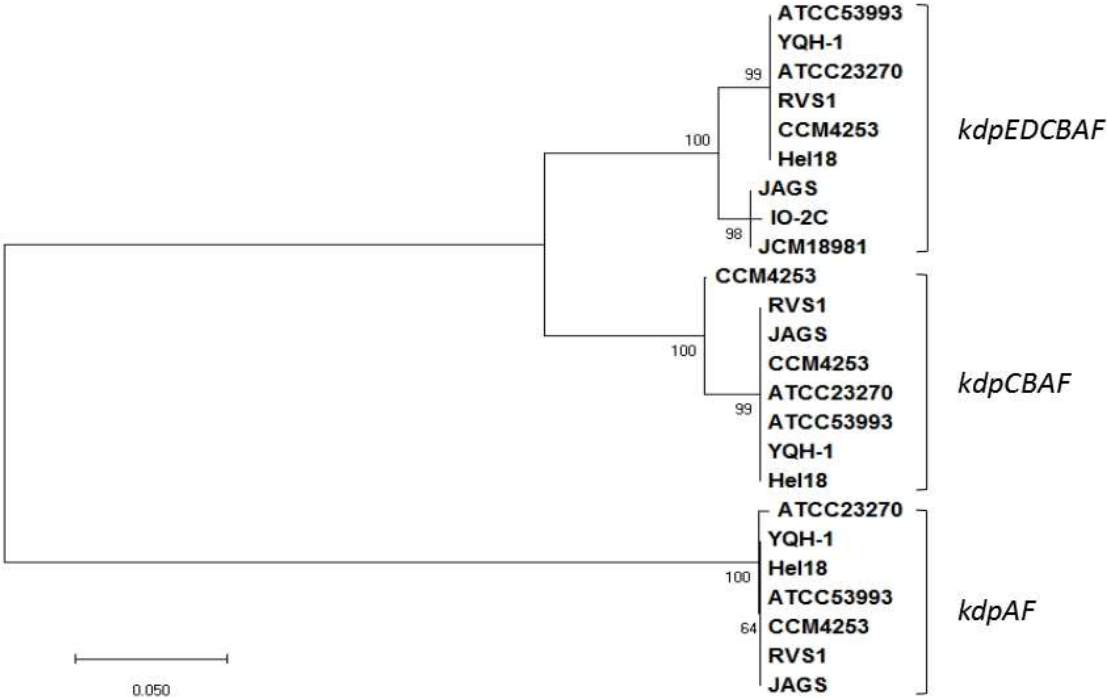 ATCC53993
YQH-1
ATCC23270
99
RVS1
CCM4253
kdpEDCBAF
100
Hel18
JAGS
IO-2C
98
JCM18981
CCM4253
RVS1
JAGS
100
CCM4253
kdpCBAF
ATCC23270
99
ATCC53993
YQH-1
Hel18
ATCC23270
YQH-1
Hel18
100
ATCC53993
kdpAF
64
CCM4253
RVS1
JAGS
0.050